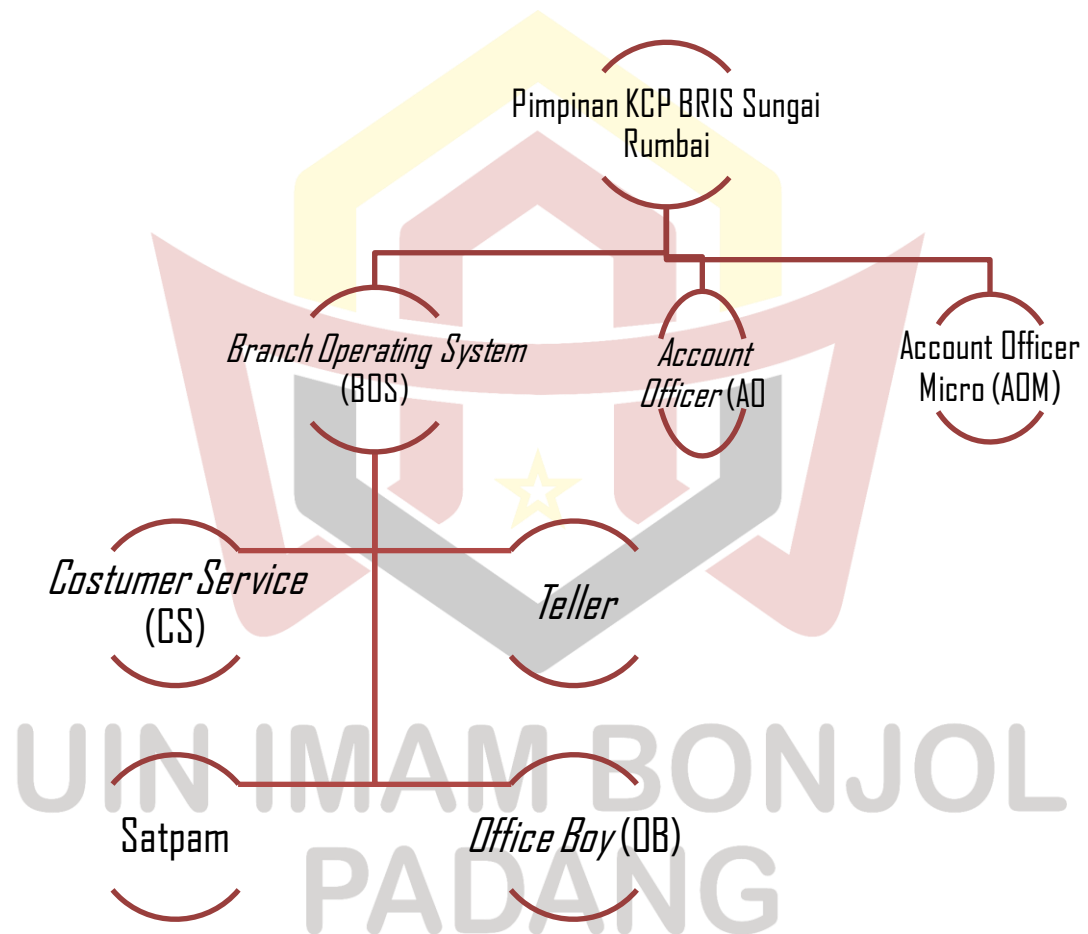 Pimpinan KCP BRIS Sungai
Rumbai
Branch Operating System
(BOS)
Account
Officer (AO
Account Officer
Micro (AOM)
Costumer Service
(CS)
Teller
Satpam
Office Boy (OB)
UIN IMAM BONJOL
PADANG